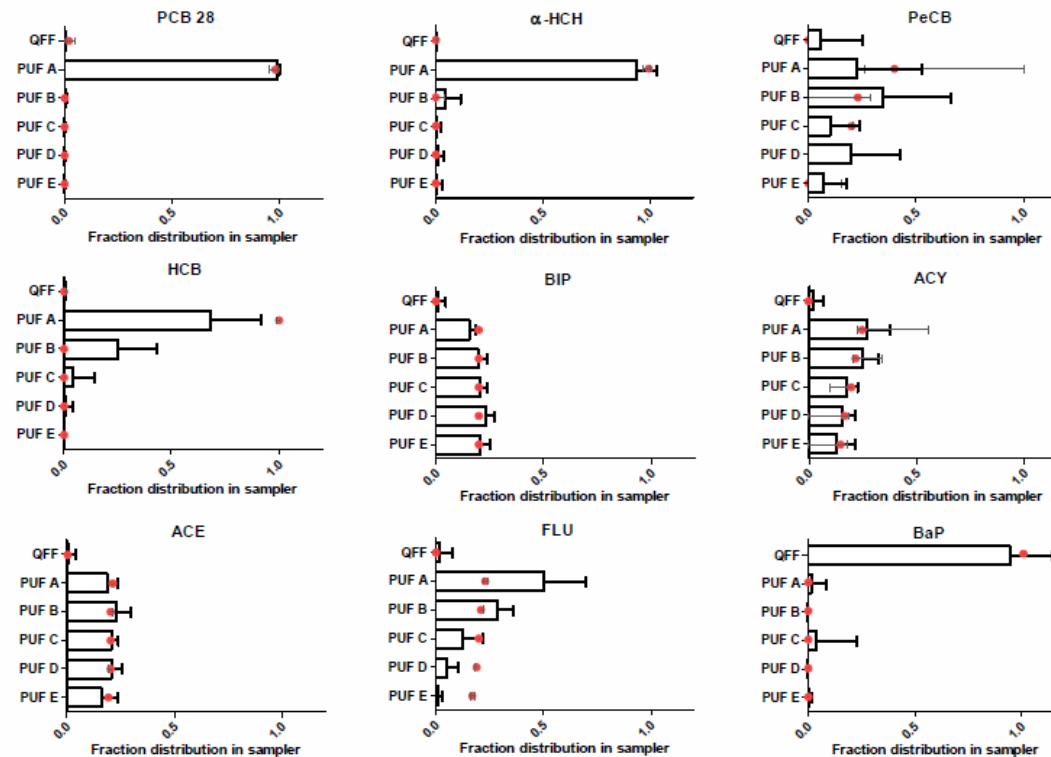 PCB 28
QFF
PUF A
PUF B
PUF C
PUF D
PUF E
0.0
0.5
1.0
Fraction distribution in sampler
α-HCH
QFF
PUF A
PUF B
PUF C
PUF D
PUF E
0.0
0.5
1.0
Fraction distribution in sampler
PeCB
QFF
PUF A
PUF B
PUF C
PUF D
PUF E
0.0
0.5
1.0
Fraction distribution in sampler
HCB
QFF
PUF A
PUF B
PUF C
PUF D
PUF E
0.0
0.5
1.0
Fraction distribution in sampler
BIP
QFF
PUF A
PUF B
PUF C
PUF D
PUF E
0.0
0.5
1.0
Fraction distribution in sampler
ACY
QFF
PUF A
PUF B
PUF C
PUF D
PUF E
0.0
0.5
1.0
Fraction distribution in sampler
ACE
QFF
PUF A
PUF B
PUF C
PUF D
PUF E
0.0
0.5
1.0
Fraction distribution in sampler
FLU
QFF
PUF A
PUF B
PUF C
PUF D
PUF E
0.0
0.5
1.0
Fraction distribution in sampler
BaP
QFF
PUF A
PUF B
PUF C
PUF D
PUF E
0.0
0.5
1.0
Fraction distribution in sampler